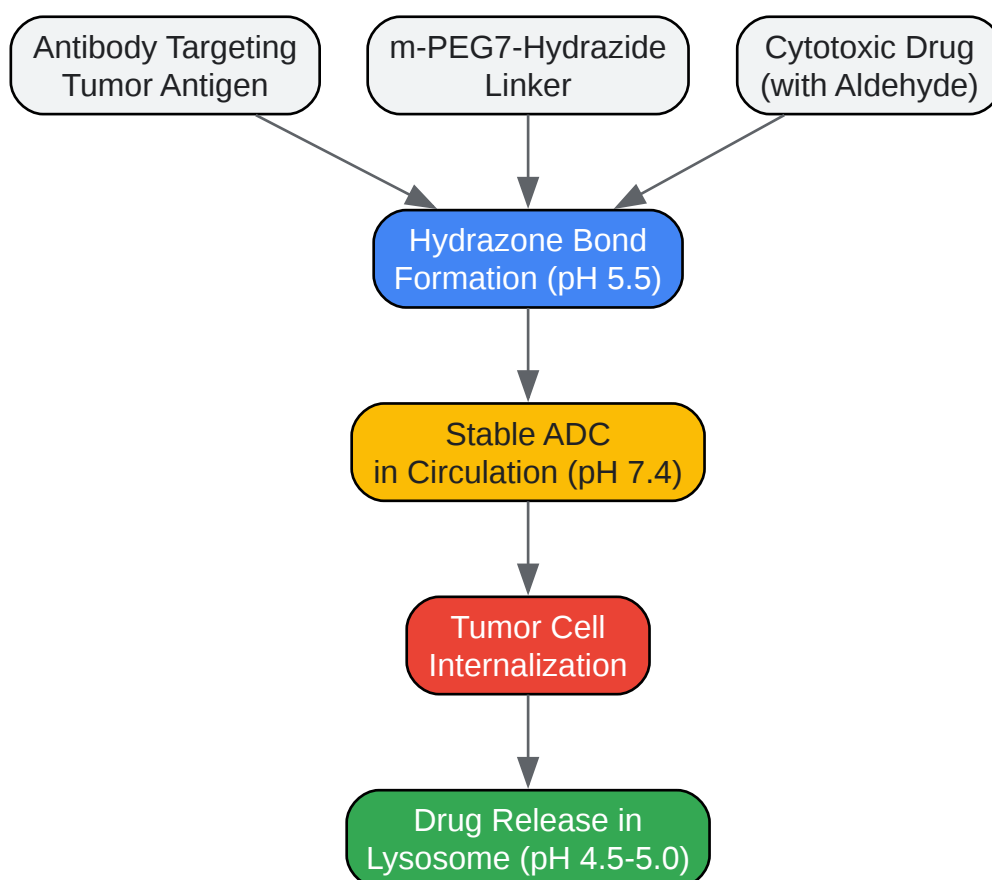 Antibody Targeting
Tumor Antigen
m-PEG7-Hydrazide
Linker
Cytotoxic Drug
(with Aldehyde)
Hydrazone Bond
Formation (pH 5.5)
Stable ADC
in Circulation (pH 7.4)
Tumor Cell
Internalization
Drug Release in
Lysosome (pH 4.5-5.0)